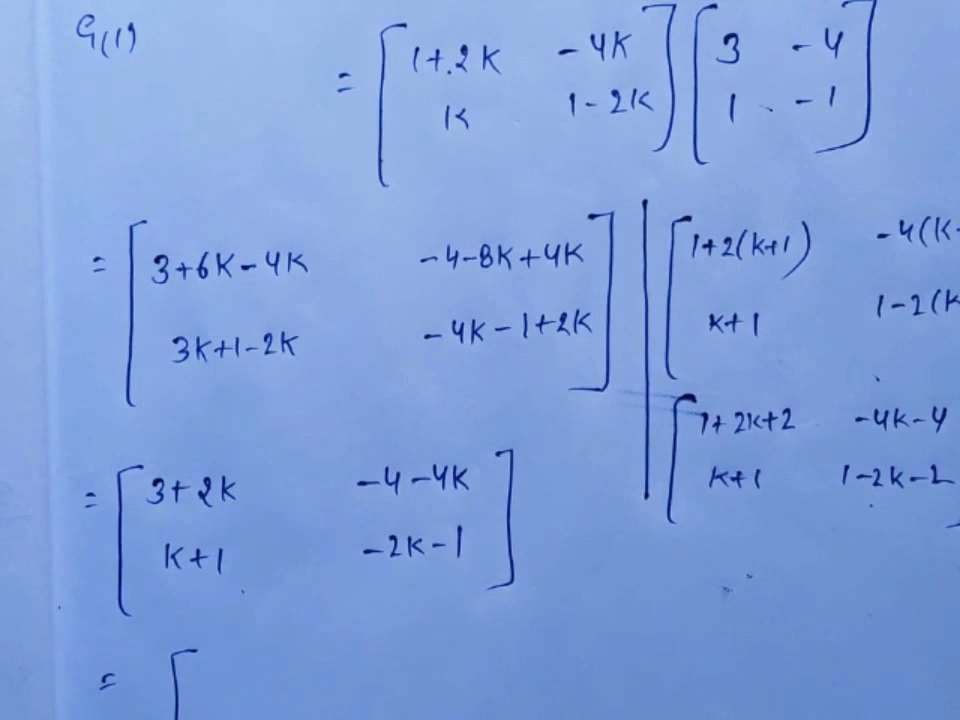 G(1)
= [ 1+2K -4K ] [ 3 -4 ]
[ K 1-2K ] [ 1 -1 ]
= [ 3+6K-4K -4-8K+4K ]
[ 3K+1-2K -4K-1+2K ]
= [ 3+2K -4-4K ]
[ K+1 -2K-1 ]
= [
[ 1+2(K+1) -4(K
[ K+1 1-2(K
[ 1+2K+2 -4K-4
[ K+1 1-2K-2 ]